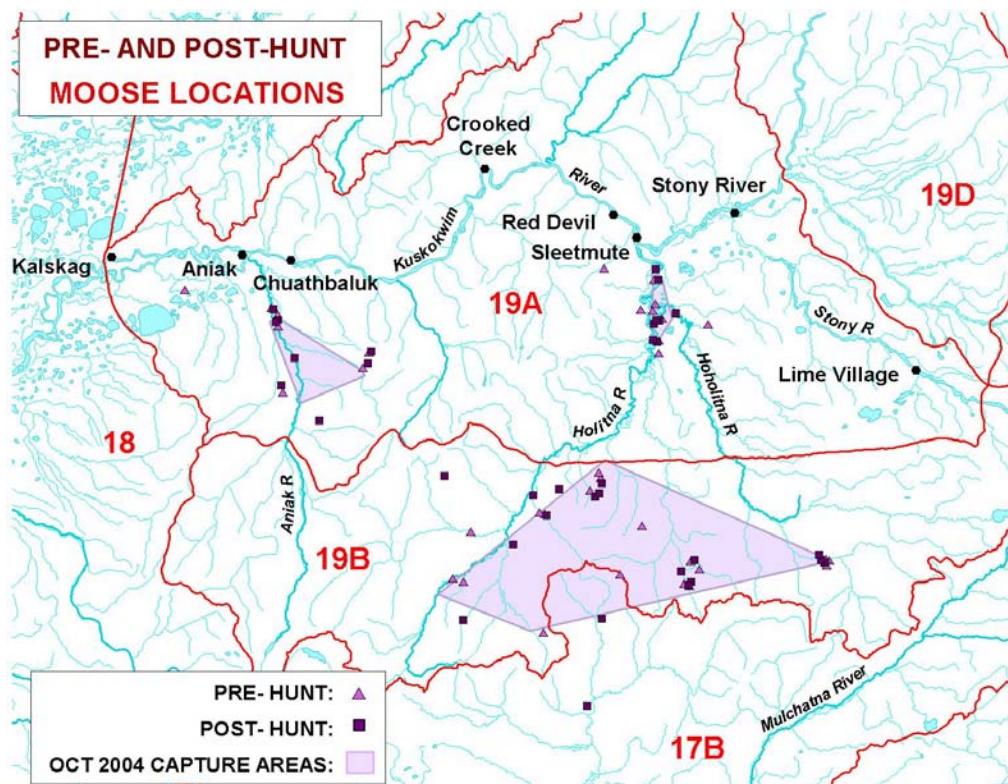 PRE- AND POST-HUNT
MOOSE LOCATIONS
Crooked
Creek
River
Stony River
19D
Red Devil
Sleetmute
Kuskokwim
Kalskag
Aniak
Chuathbaluk
19A
Stony R
Lime Village
Holitna R
Hoholitna R
18
Aniak R
19B
PRE- HUNT:
POST- HUNT:
OCT 2004 CAPTURE AREAS:
Mulchatna River
17B